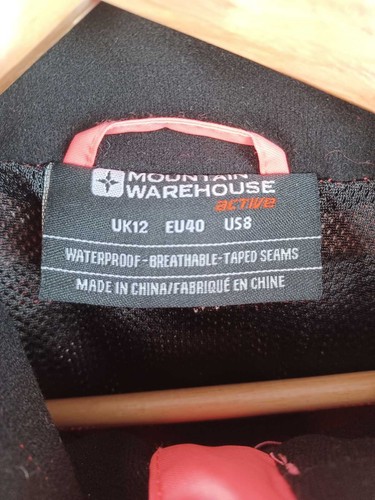 MOUNTAIN
WAREHOUSE
active
UK12 EU40 US8
WATERPROOF-BREATHABLE-TAPED SEAMS
MADE IN CHINA/FABRIQUÉ EN CHINE